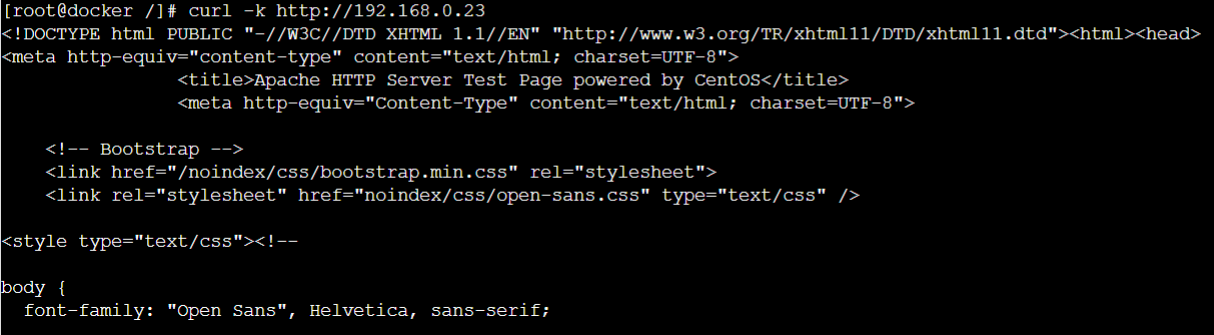 [root@docker /]# curl -k http://192.168.0.23
<!DOCTYPE html PUBLIC "-//W3C//DTD XHTML 1.1//EN" "http://www.w3.org/TR/xhtml11/DTD/xhtml11.dtd"><html><head>
<meta http-equiv="content-type" content="text/html; charset=UTF-8">
                <title>Apache HTTP Server Test Page powered by CentOS</title>
                <meta http-equiv="Content-Type" content="text/html; charset=UTF-8">

    <!-- Bootstrap -->
    <link href="/noindex/css/bootstrap.min.css" rel="stylesheet">
    <link rel="stylesheet" href="noindex/css/open-sans.css" type="text/css" />

<style type="text/css"><!--

body {
  font-family: "Open Sans", Helvetica, sans-serif;